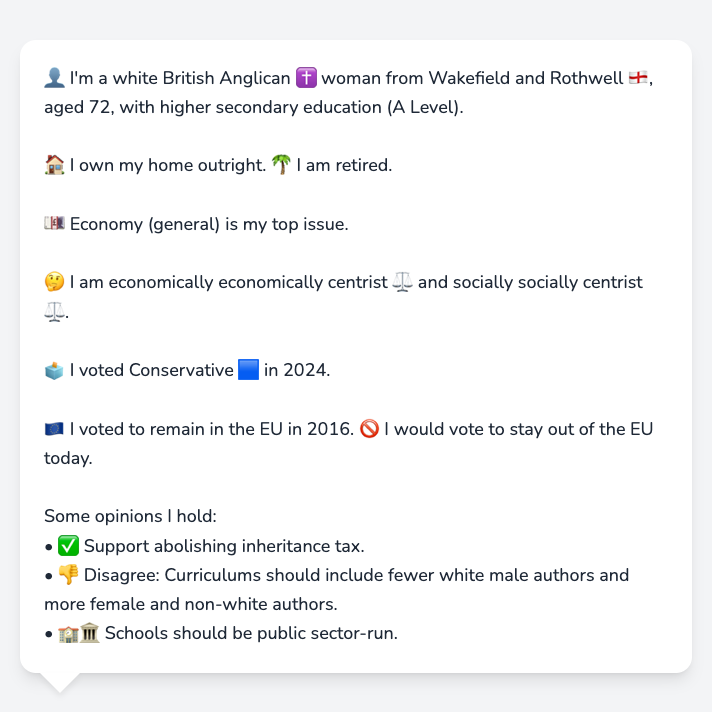 👤 I'm a white British Anglican ✝️ woman from Wakefield and Rothwell 🏴󠁧󠁢󠁥󠁮󠁧󠁿,
aged 72, with higher secondary education (A Level).
🏠 I own my home outright. 🌴 I am retired.
💷 Economy (general) is my top issue.
🤔 I am economically economically centrist ⚖️ and socially socially centrist
⚖️.
🗳️ I voted Conservative 🟦 in 2024.
🇪🇺 I voted to remain in the EU in 2016. 🚫 I would vote to stay out of the EU
today.
Some opinions I hold:
• ✅ Support abolishing inheritance tax.
• 👎 Disagree: Curriculums should include fewer white male authors and
more female and non-white authors.
• 🏫🏛️ Schools should be public sector-run.